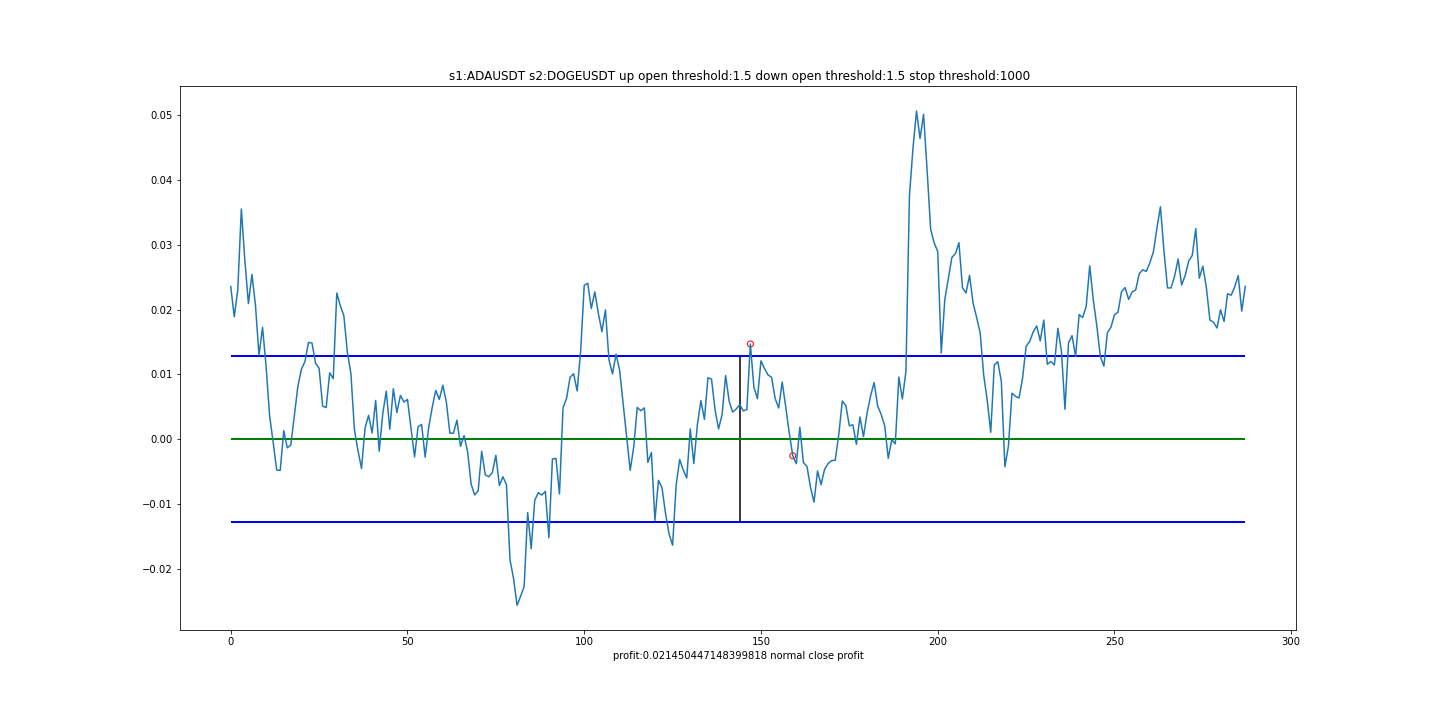 s1:ADAUSDT s2:DOGEUSDT up open threshold:1.5 down open threshold:1.5 stop threshold:1000
0.05
0.04
0.03
0.02
0.01
0.00
−0.01
−0.02
0 50 100 150 200 250 300
profit:0.021450447148399818 normal close profit